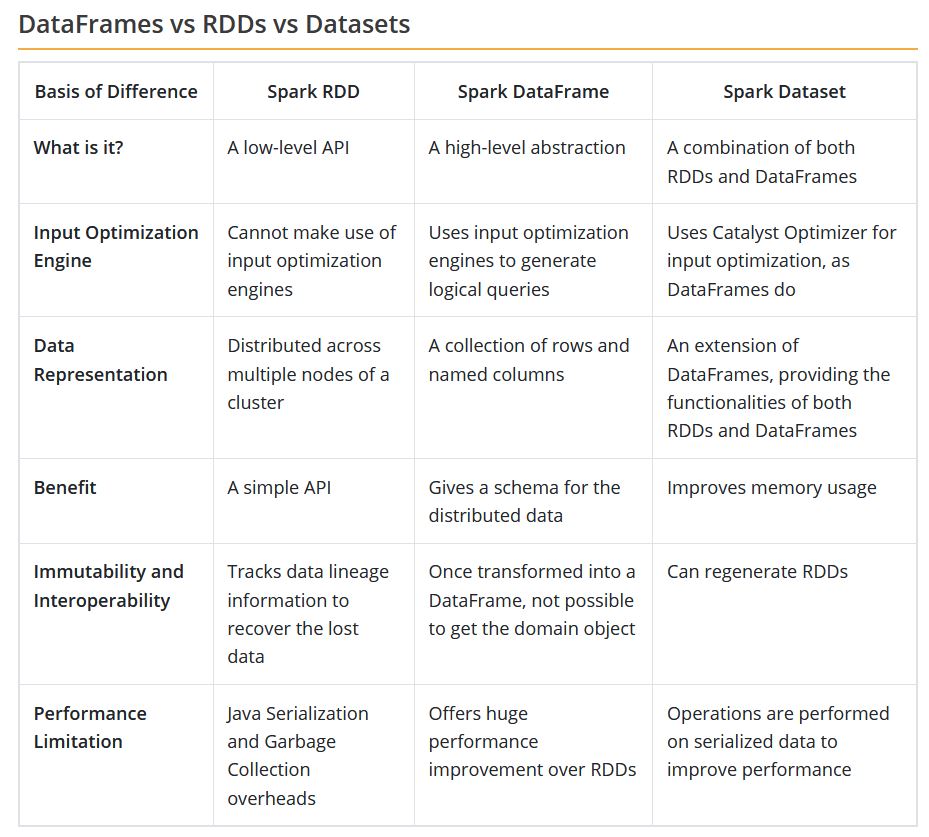 DataFrames vs RDDs vs Datasets
Basis of Difference
Spark RDD
Spark DataFrame
Spark Dataset
What is it?
A low-level API
A high-level abstraction
A combination of both
RDDs and DataFrames
Input Optimization
Engine
Cannot make use of
input optimization
engines
Uses input optimization
engines to generate
logical queries
Uses Catalyst Optimizer for
input optimization, as
DataFrames do
Data
Representation
Distributed across
multiple nodes of a
cluster
A collection of rows and
named columns
An extension of
DataFrames, providing the
functionalities of both
RDDs and DataFrames
Benefit
A simple API
Gives a schema for the
distributed data
Improves memory usage
Immutability and
Interoperability
Tracks data lineage
information to
recover the lost
data
Once transformed into a
DataFrame, not possible
to get the domain object
Can regenerate RDDs
Performance
Limitation
Java Serialization
and Garbage
Collection
overheads
Offers huge
performance
improvement over RDDs
Operations are performed
on serialized data to
improve performance